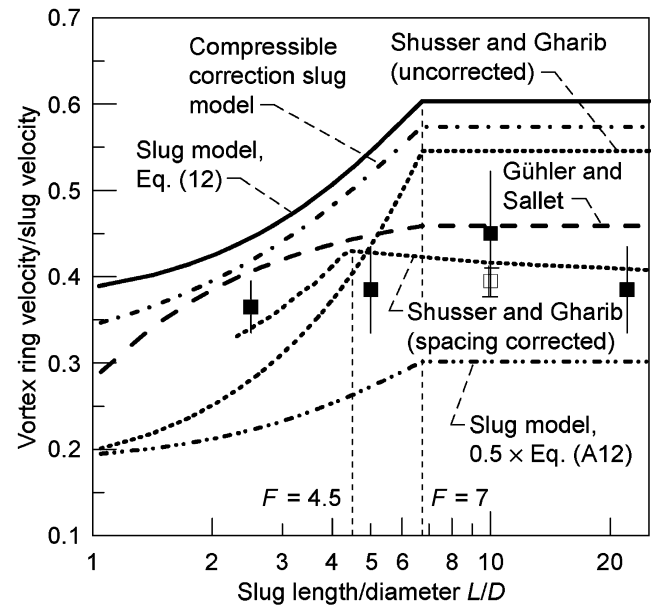 0.7
0.6
0.5
0.4
0.3
0.2
0.1
Vortex ring velocity/slug velocity
Compressible
correction slug
model
Shusser and Gharib
(uncorrected)
Slug model,
Eq. (12)
Gühler and
Sallet
Shusser and Gharib
(spacing corrected)
Slug model,
0.5 × Eq. (A12)
F = 4.5
F = 7
1 2 3 4 5 6 8 10 20
Slug length/diameter L/D